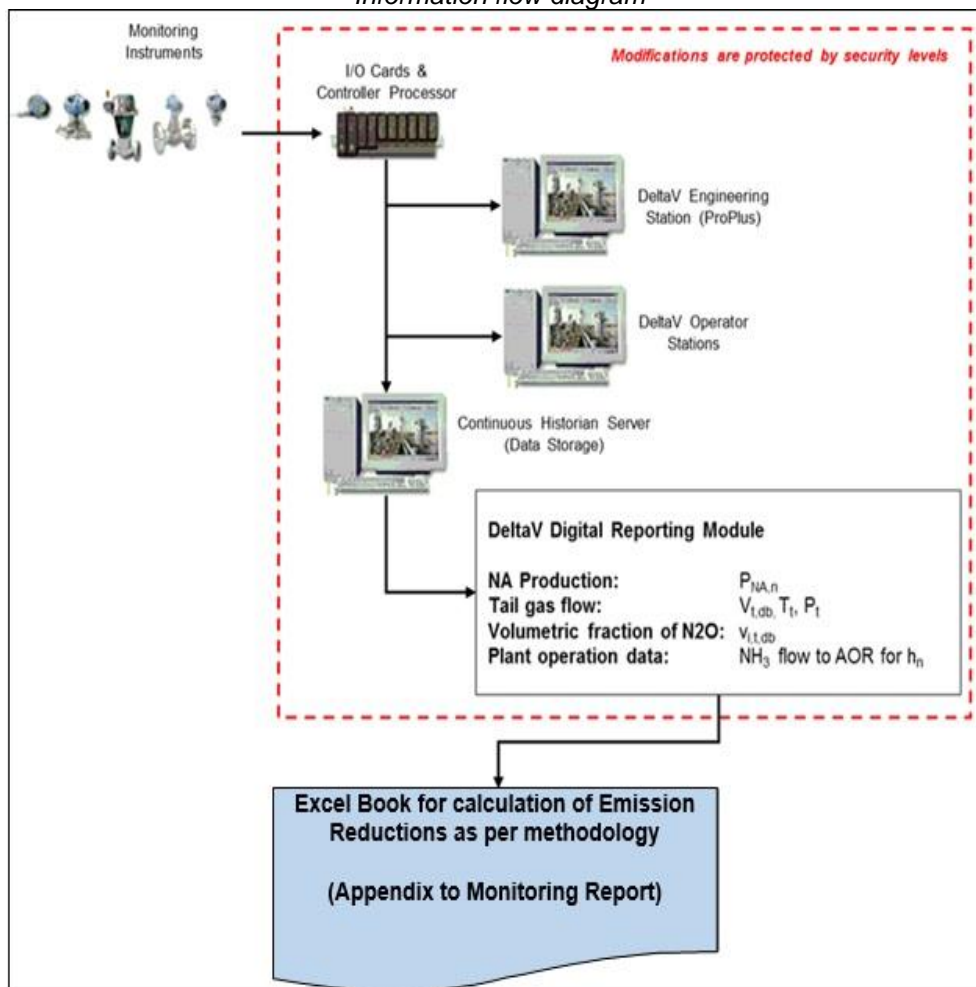 Information flow diagram
Monitoring
Instruments
Modifications are protected by security levels
I/O Cards &
Controller Processor
DeltaV Engineering
Station (ProPlus)
DeltaV Operator
Stations
Continuous Historian Server
(Data Storage)
DeltaV Digital Reporting Module
NA Production: P_NA,n
Tail gas flow: V_t,db, T_t, P_t
Volumetric fraction of N2O: v_i,t,db
Plant operation data: NH₃ flow to AOR for h_n
Excel Book for calculation of Emission
Reductions as per methodology
(Appendix to Monitoring Report)